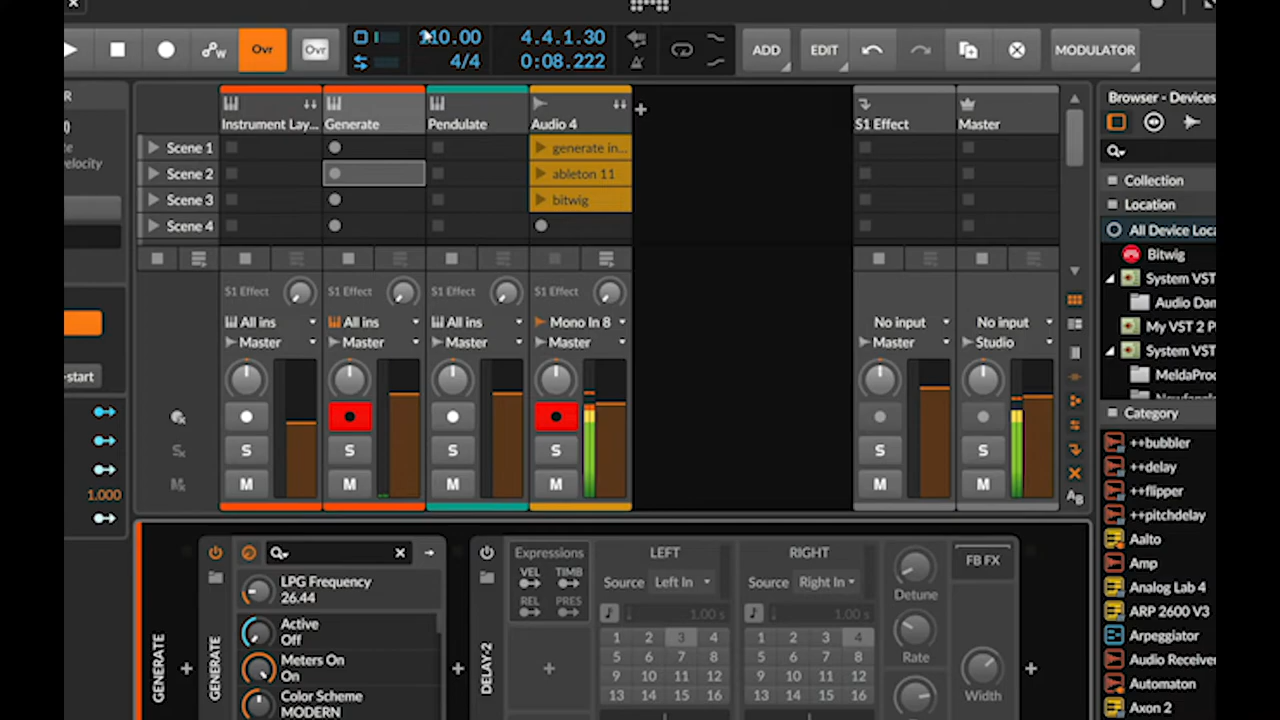 Ovr
Ovr
110.00
4/4
4.4.1.30
0:08.222
ADD
EDIT
MODULATOR
R
Instrument Lay...
Generate
Pendulate
Audio 4
S1 Effect
Master
Browser - Devices
Scene 1
generate in...
Scene 2
ableton 11
Scene 3
bitwig
Scene 4
elocity
-start
1.000
S1 Effect
S1 Effect
S1 Effect
S1 Effect
All ins
All ins
All ins
Mono In 8
No input
No input
Master
Master
Master
Master
Master
Studio
S
S
S
S
S
S
M
M
M
M
M
M
Collection
Location
All Device Loca
Bitwig
System VST
Audio Dam
My VST 2 P
System VST
MeldaProd
Category
++bubbler
++delay
++flipper
++pitchdelay
Aalto
Amp
Analog Lab 4
ARP 2600 V3
Arpeggiator
Audio Receive
Automaton
Axon 2
GENERATE
GENERATE
LPG Frequency
26.44
Active
Off
Meters On
On
Color Scheme
MODERN
DELAY-2
Expressions
VEL
TIMB
REL
PRES
LEFT
Source
Left In
1.00 s
1 2 3 4
5 6 7 8
9 10 11 12
13 14 15 16
RIGHT
Source
Right In
1.00 s
1 2 3 4
5 6 7 8
9 10 11 12
13 14 15 16
Detune
Rate
FB FX
Width